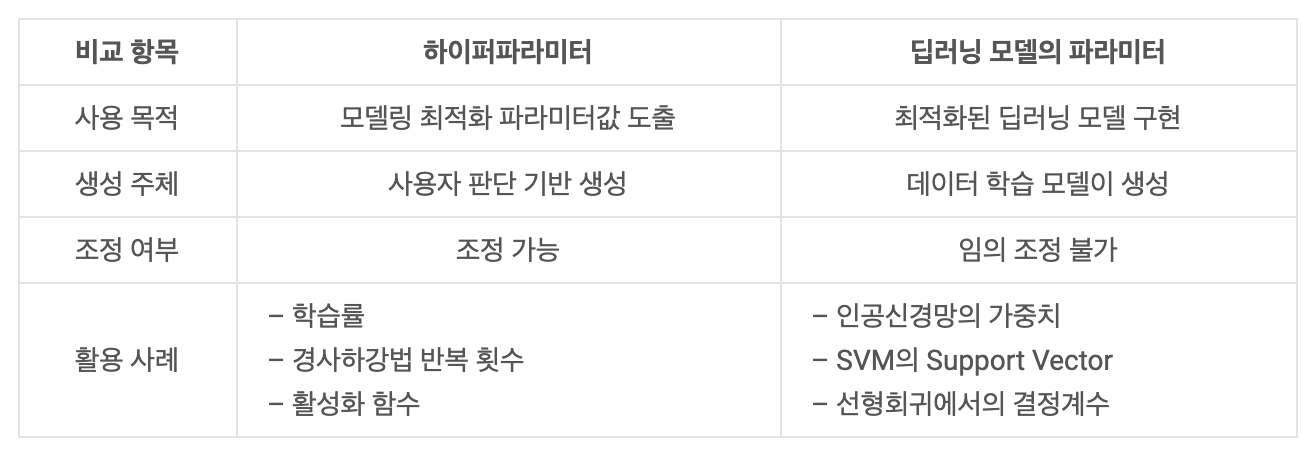 비교 항목 하이퍼파라미터 딥러닝 모델의 파라미터
사용 목적 모델링 최적화 파라미터값 도출 최적화된 딥러닝 모델 구현
생성 주체 사용자 판단 기반 생성 데이터 학습 모델이 생성
조정 여부 조정 가능 임의 조정 불가
활용 사례
– 학습률
– 경사하강법 반복 횟수
– 활성화 함수
– 인공신경망의 가중치
– SVM의 Support Vector
– 선형회귀에서의 결정계수